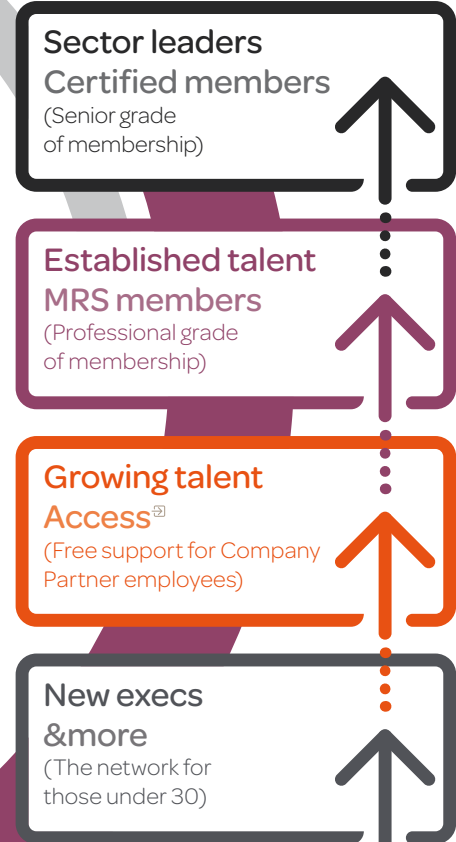 Sector leaders
Certified members
(Senior grade
of membership)
Established talent
MRS members
(Professional grade
of membership)
Growing talent
Access
(Free support for Company
Partner employees)
New execs
&more
(The network for
those under 30)